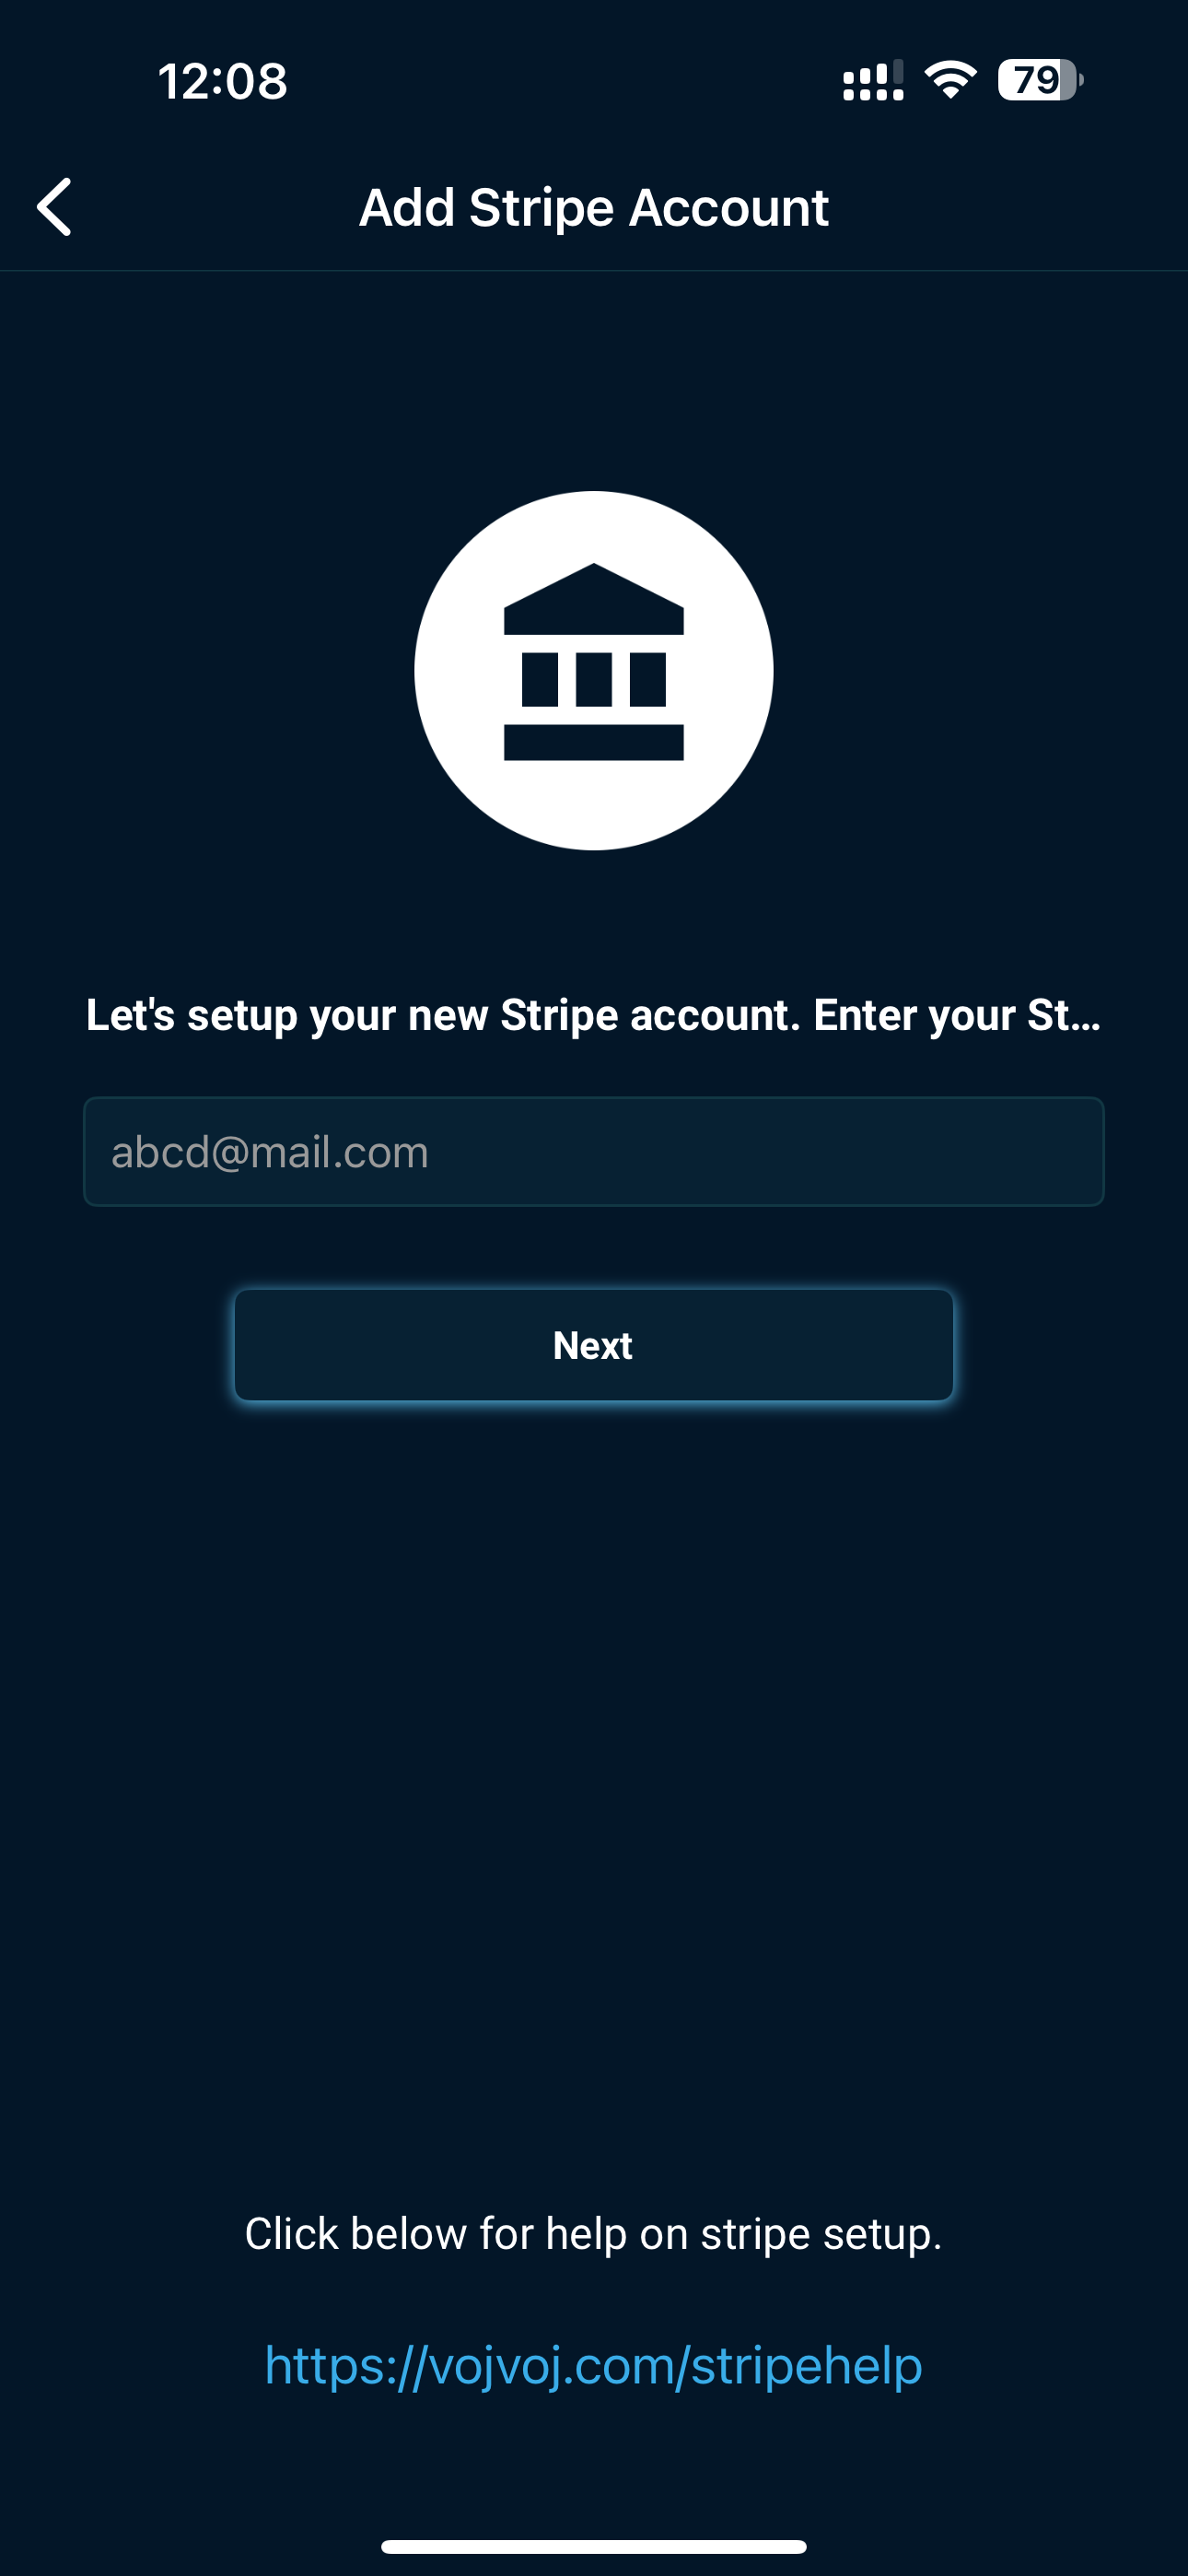 12:08
79
Add Stripe Account
Let's setup your new Stripe account. Enter your St...
abcd@mail.com
Next
Click below for help on stripe setup.
https://vojvoj.com/stripehelp